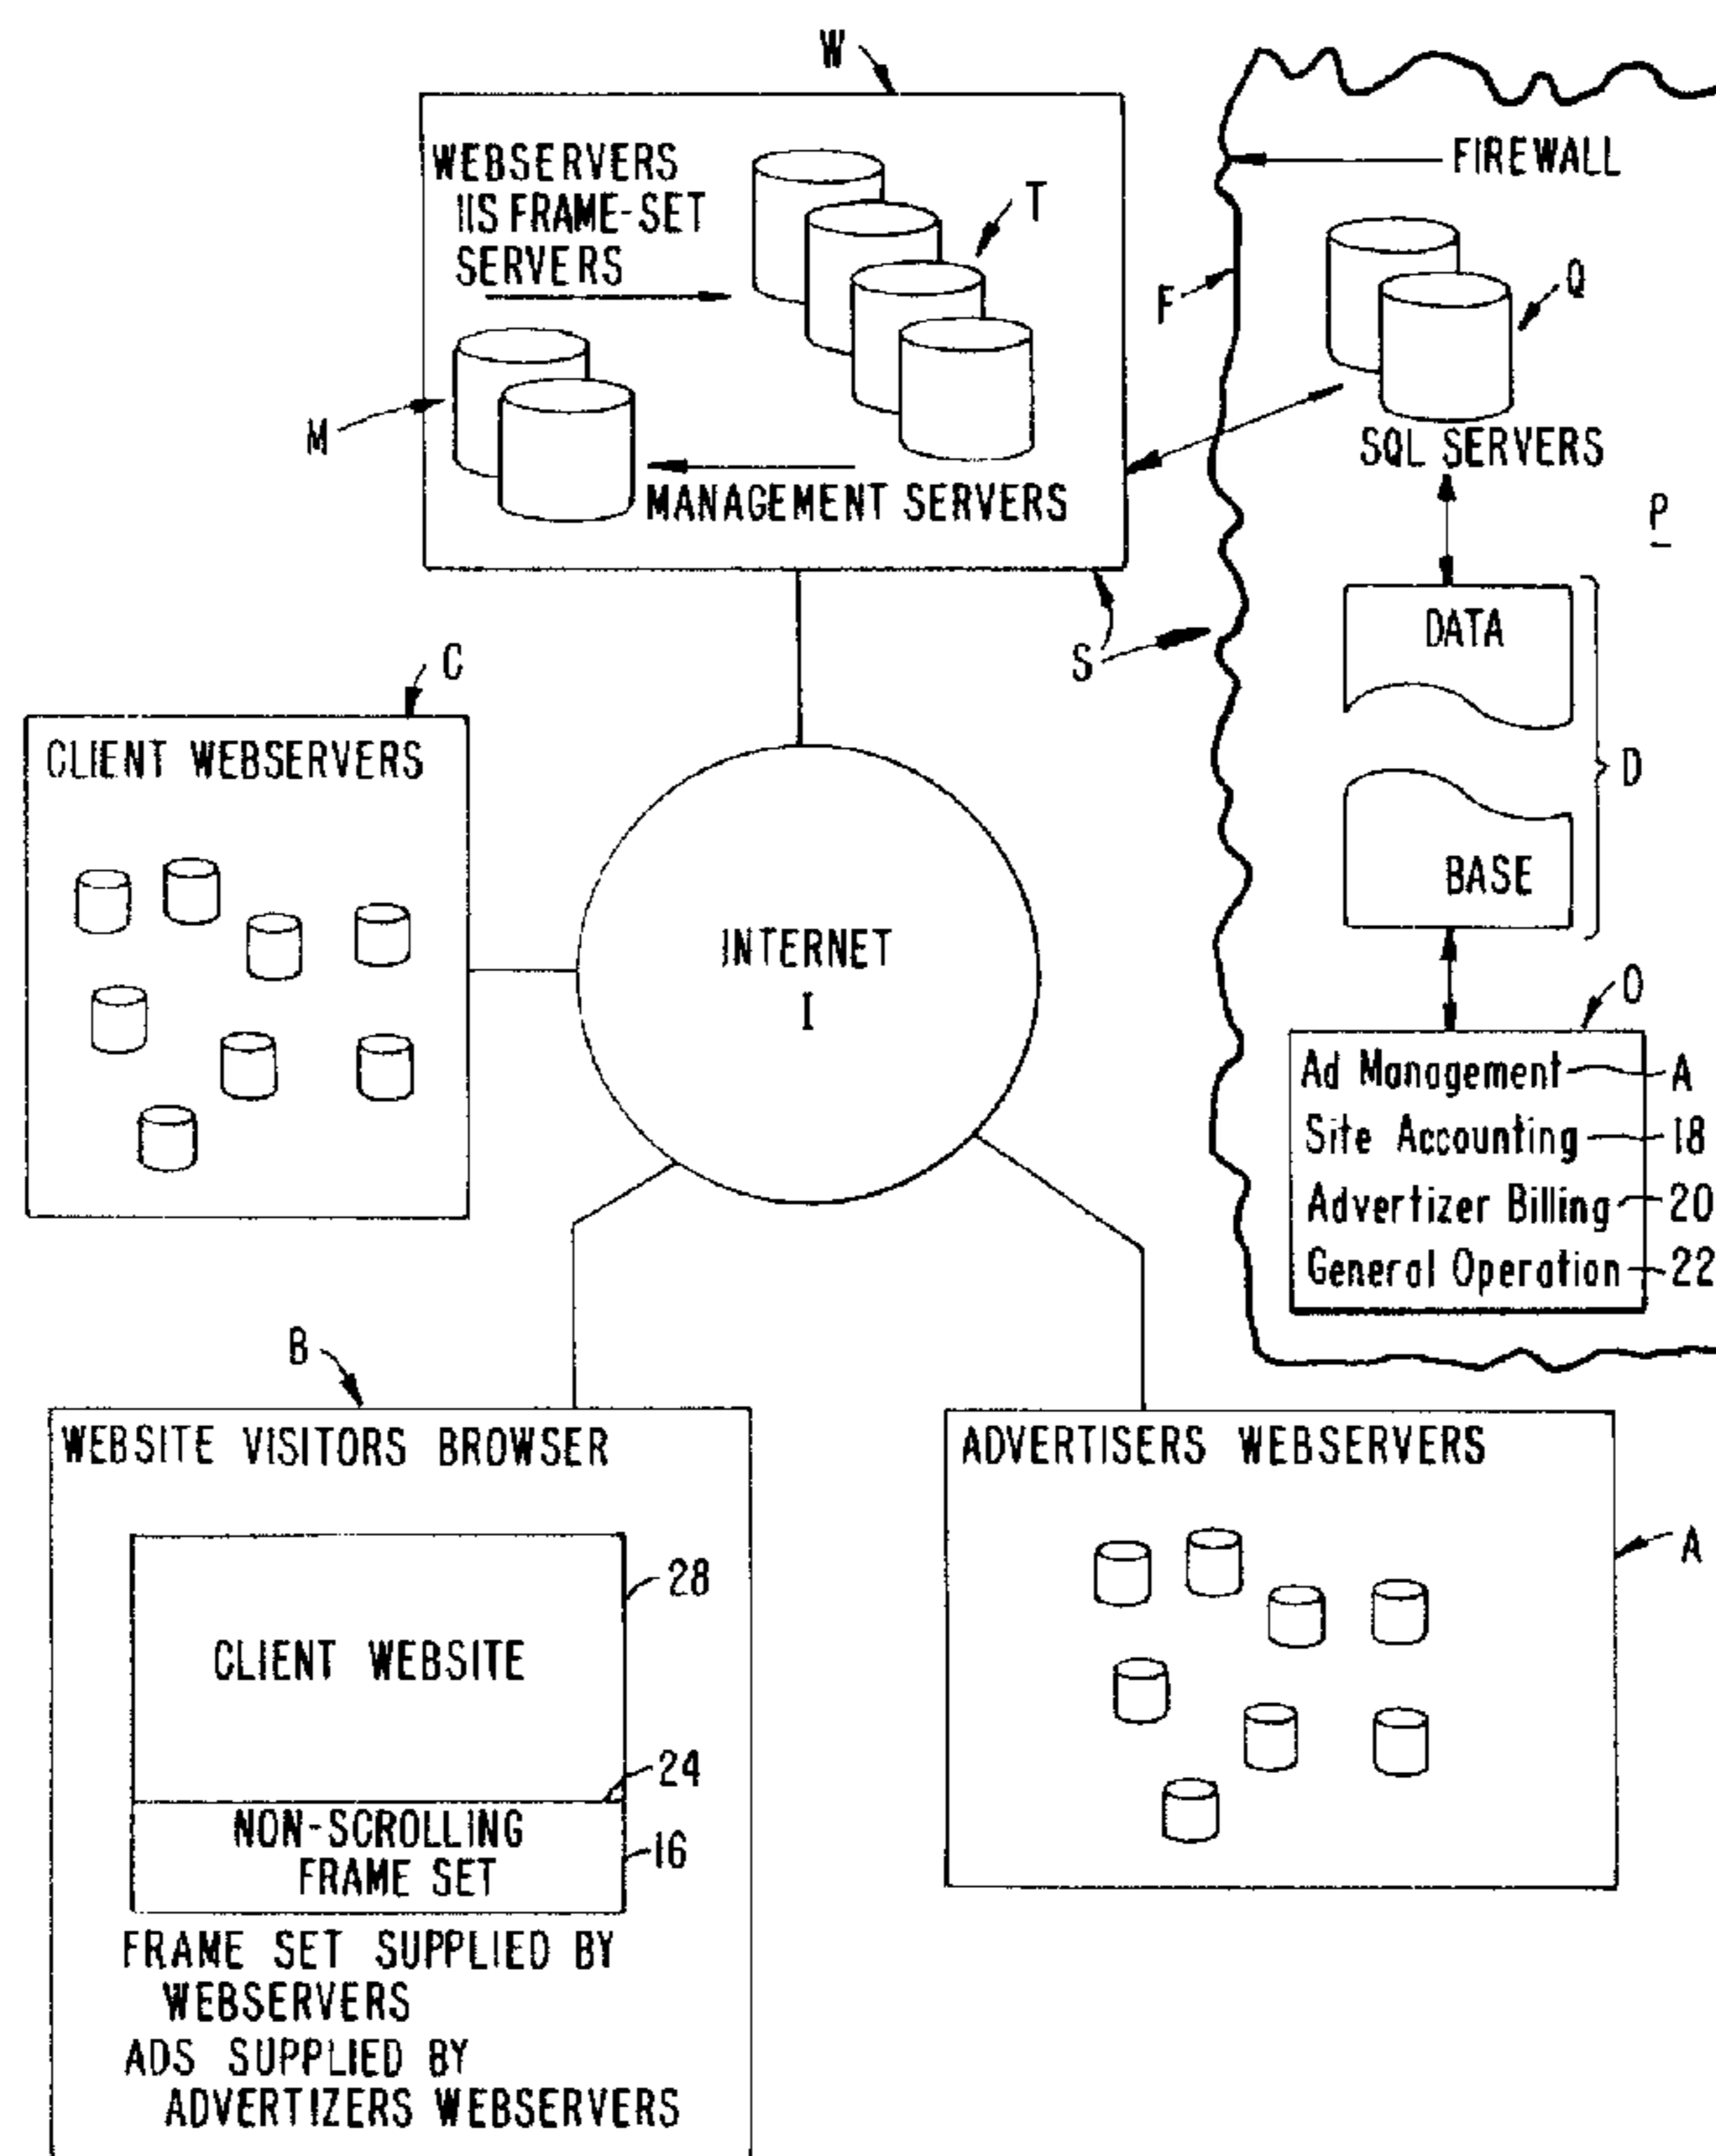 W
WEBSERVERS
IIS FRAME-SET
SERVERS
T
M
MANAGEMENT SERVERS
FIREWALL
F
Q
SQL SERVERS
P
S
DATA
BASE
D
C
CLIENT WEBSERVERS
INTERNET
I
O
Ad Management A
Site Accounting 18
Advertizer Billing 20
General Operation 22
B
WEBSITE VISITORS BROWSER
28
CLIENT WEBSITE
24
NON-SCROLLING
FRAME SET
16
FRAME SET SUPPLIED BY
WEBSERVERS
ADS SUPPLIED BY
ADVERTIZERS WEBSERVERS
ADVERTISERS WEBSERVERS
A